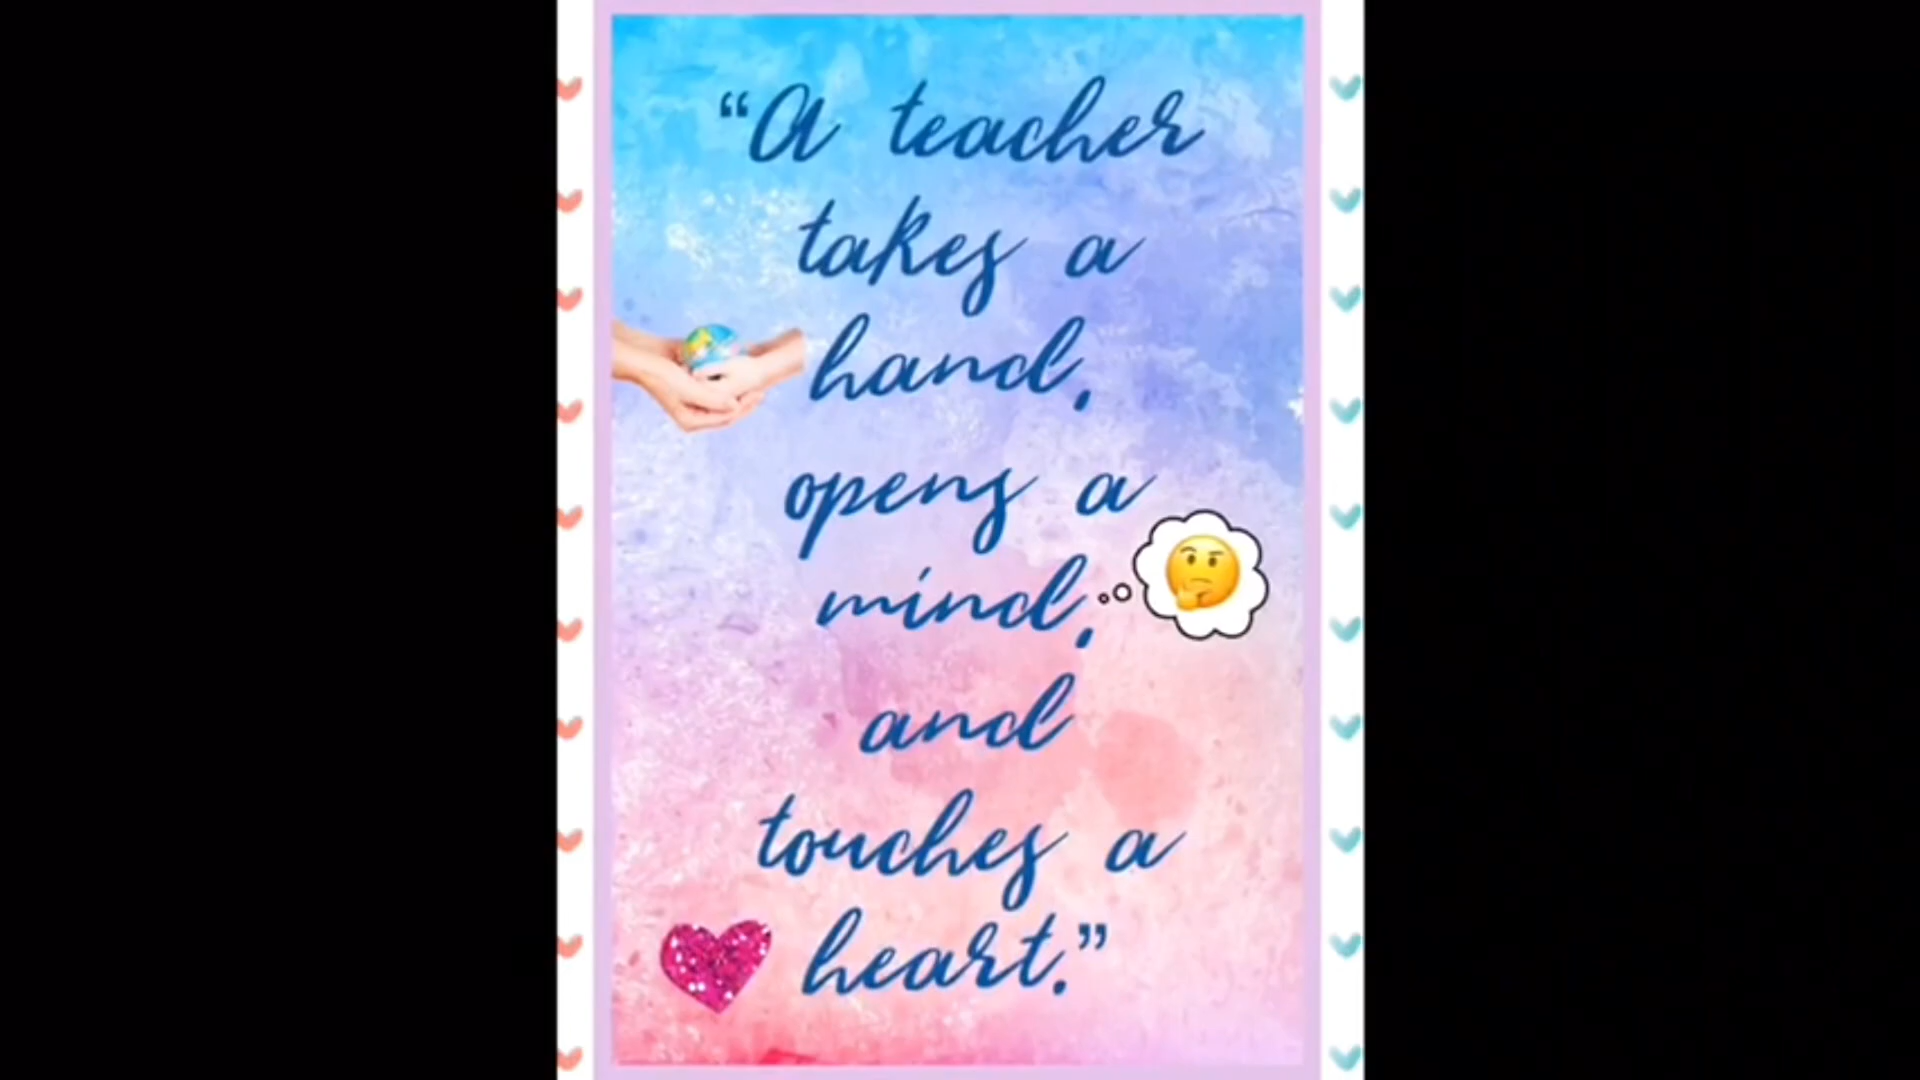 “A teacher
takes a
hand,
opens a
mind,
and
touches a
heart.”